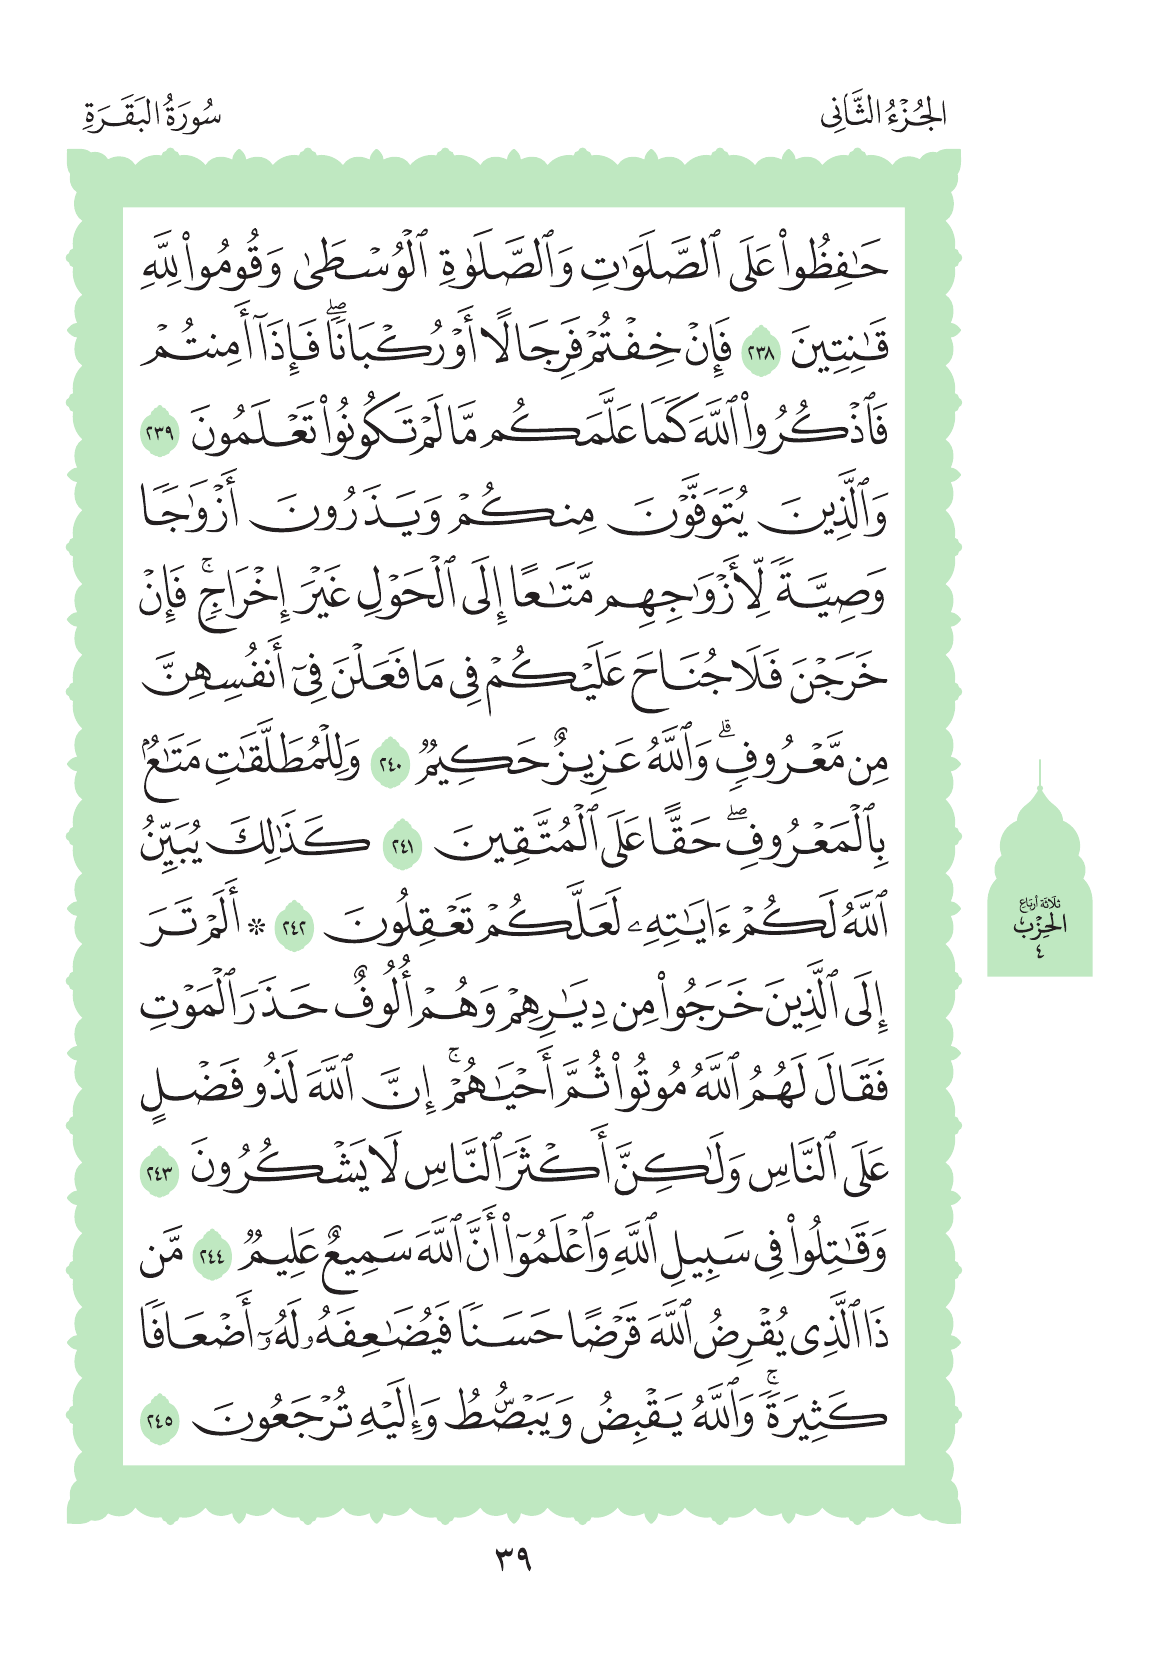 الجُزْءُ الثَّانِى
سُورَةُ البَقَرَةِ
حَٰفِظُوا۟ عَلَى ٱلصَّلَوَٰتِ وَٱلصَّلَوٰةِ ٱلْوُسْطَىٰ وَقُومُوا۟ لِلَّهِ
قَٰنِتِينَ ٢٣٨ فَإِنْ خِفْتُمْ فَرِجَالًا أَوْ رُكْبَانًاۖ فَإِذَآ أَمِنتُمْ
فَٱذْكُرُوا۟ ٱللَّهَ كَمَا عَلَّمَكُم مَّا لَمْ تَكُونُوا۟ تَعْلَمُونَ ٢٣٩
وَٱلَّذِينَ يُتَوَفَّوْنَ مِنكُمْ وَيَذَرُونَ أَزْوَٰجًا
وَصِيَّةً لِّأَزْوَٰجِهِم مَّتَٰعًا إِلَى ٱلْحَوْلِ غَيْرَ إِخْرَاجٍۚ فَإِنْ
خَرَجْنَ فَلَا جُنَاحَ عَلَيْكُمْ فِى مَا فَعَلْنَ فِىٓ أَنفُسِهِنَّ
مِن مَّعْرُوفٍۗ وَٱللَّهُ عَزِيزٌ حَكِيمٌ ٢٤٠ وَلِلْمُطَلَّقَٰتِ مَتَٰعٌۢ
بِٱلْمَعْرُوفِۖ حَقًّا عَلَى ٱلْمُتَّقِينَ ٢٤١ كَذَٰلِكَ يُبَيِّنُ
ٱللَّهُ لَكُمْ ءَايَٰتِهِۦ لَعَلَّكُمْ تَعْقِلُونَ ٢٤٢ ۞ أَلَمْ تَرَ
إِلَى ٱلَّذِينَ خَرَجُوا۟ مِن دِيَٰرِهِمْ وَهُمْ أُلُوفٌ حَذَرَ ٱلْمَوْتِ
فَقَالَ لَهُمُ ٱللَّهُ مُوتُوا۟ ثُمَّ أَحْيَٰهُمْۚ إِنَّ ٱللَّهَ لَذُو فَضْلٍ
عَلَى ٱلنَّاسِ وَلَٰكِنَّ أَكْثَرَ ٱلنَّاسِ لَا يَشْكُرُونَ ٢٤٣
وَقَٰتِلُوا۟ فِى سَبِيلِ ٱللَّهِ وَٱعْلَمُوٓا۟ أَنَّ ٱللَّهَ سَمِيعٌ عَلِيمٌ ٢٤٤ مَّن
ذَا ٱلَّذِى يُقْرِضُ ٱللَّهَ قَرْضًا حَسَنًا فَيُضَٰعِفَهُۥ لَهُۥٓ أَضْعَافًا
كَثِيرَةًۚ وَٱللَّهُ يَقْبِضُ وَيَبْصُۜطُ وَإِلَيْهِ تُرْجَعُونَ ٢٤٥
ثلاثة أرباع
الحِزْب
٤
٣٩